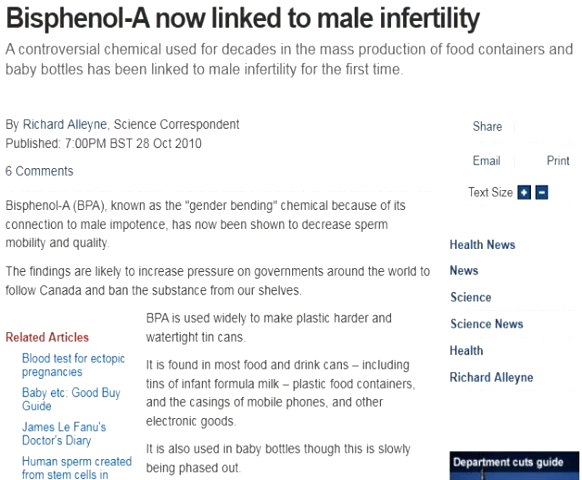 Bisphenol-A now linked to male infertility
A controversial chemical used for decades in the mass production of food containers and
baby bottles has been linked to male infertility for the first time.
By Richard Alleyne, Science Correspondent
Published: 7:00PM BST 28 Oct 2010
6 Comments
Bisphenol-A (BPA), known as the "gender bending" chemical because of its
connection to male impotence, has now been shown to decrease sperm
mobility and quality.
The findings are likely to increase pressure on governments around the world to
follow Canada and ban the substance from our shelves.
BPA is used widely to make plastic harder and
watertight tin cans.
It is found in most food and drink cans – including
tins of infant formula milk – plastic food containers,
and the casings of mobile phones, and other
electronic goods.
It is also used in baby bottles though this is slowly
being phased out.
Related Articles
Blood test for ectopic
pregnancies
Baby etc: Good Buy
Guide
James Le Fanu's
Doctor's Diary
Human sperm created
from stem cells in
Share
Email Print
Text Size + -
Health News
News
Science
Science News
Health
Richard Alleyne
Department cuts guide